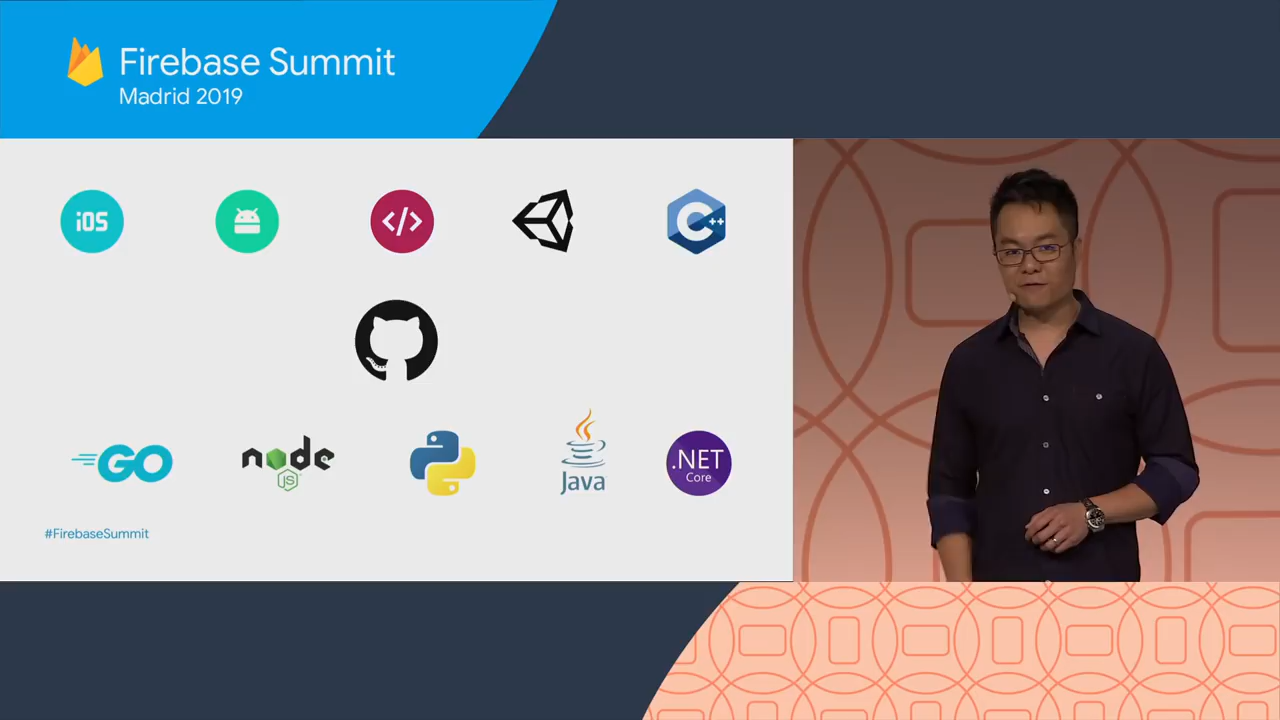 Firebase Summit
Madrid 2019
iOS
</>
C++
GO
node
JS
Java
.NET
Core
#FirebaseSummit